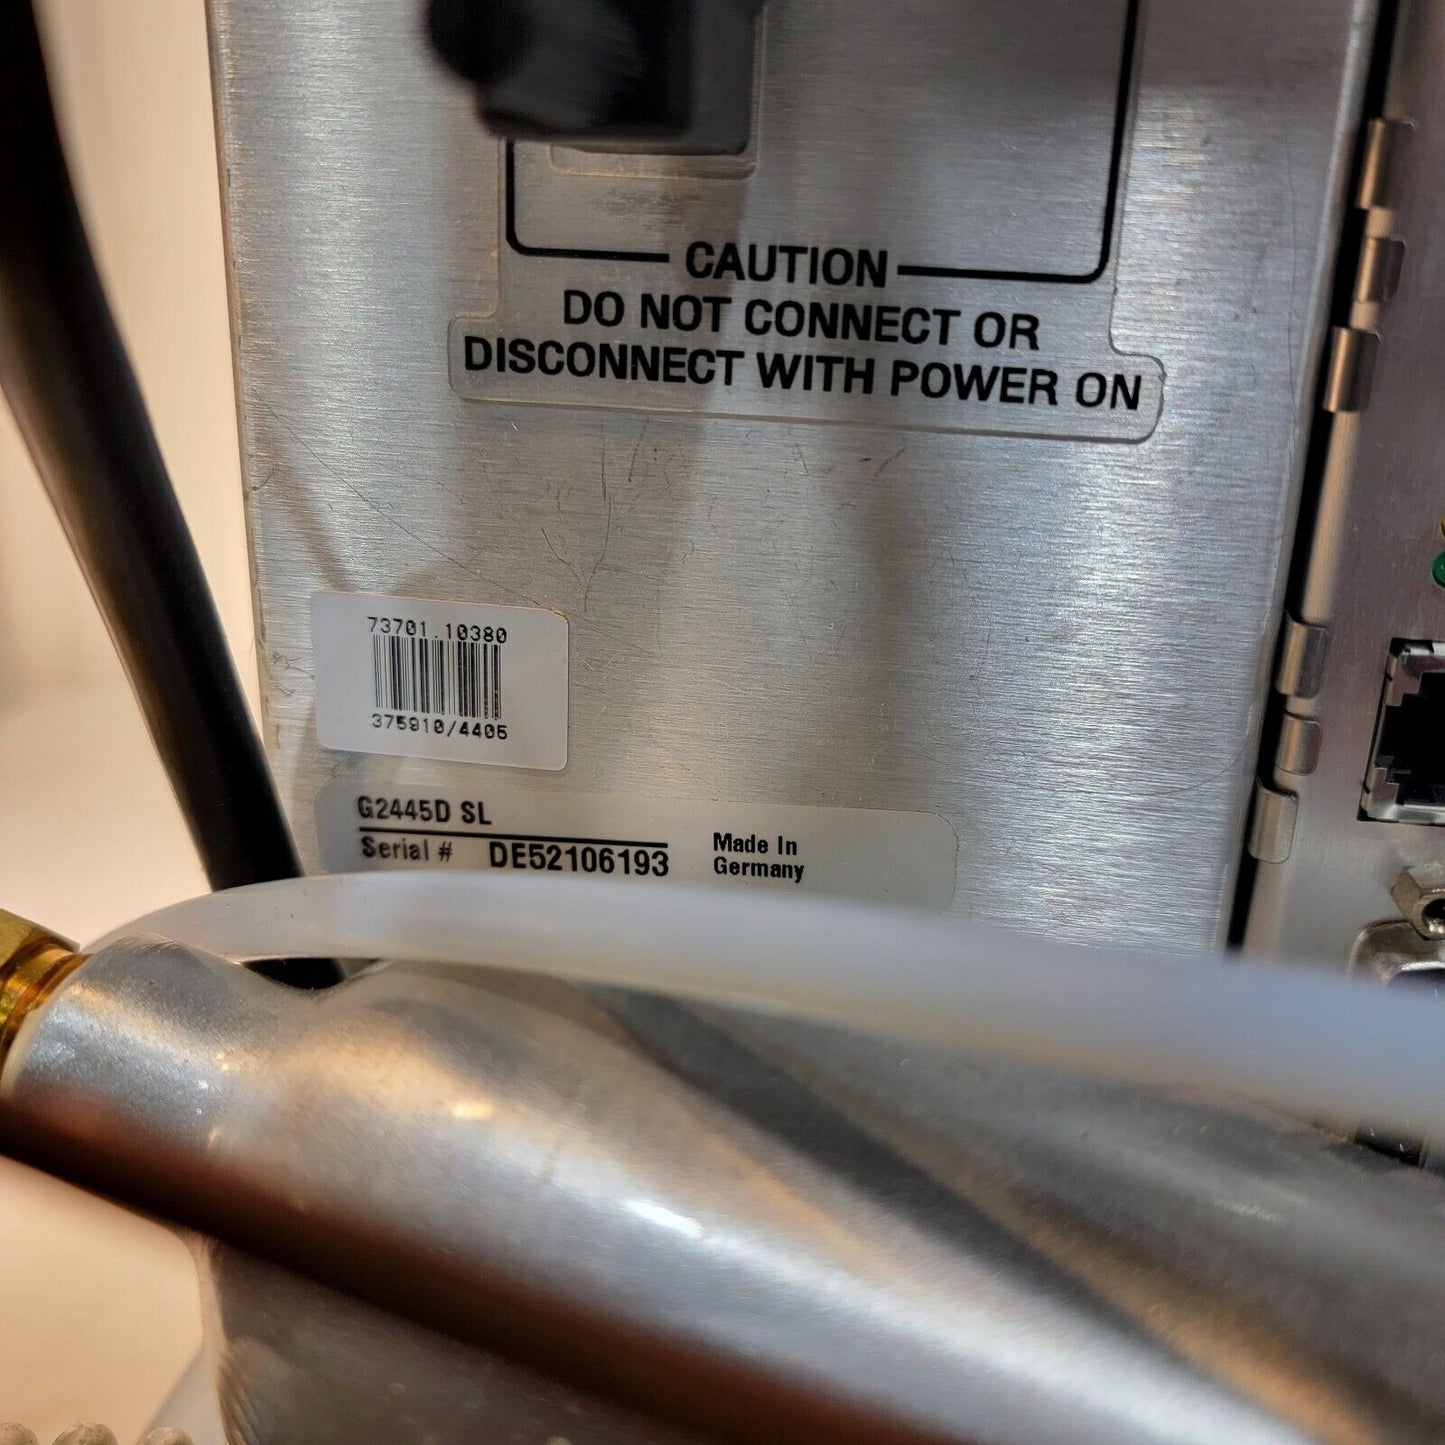 CAUTION
DO NOT CONNECT OR
DISCONNECT WITH POWER ON
73701.10380
375910/4405
G2445D SL
Serial # DE52106193
Made In
Germany